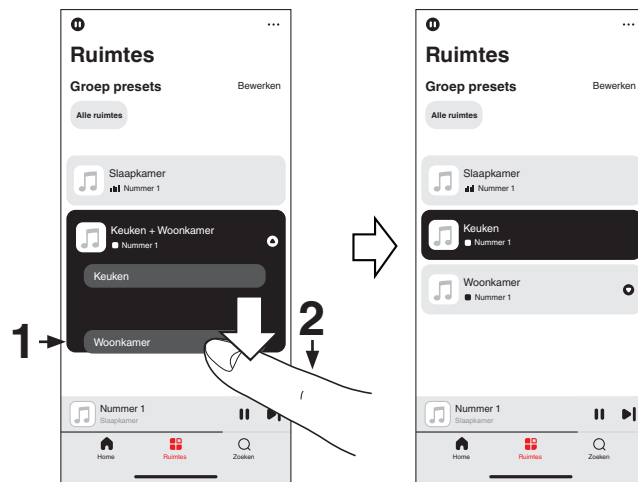 Ruimtes
Groep presets Bewerken
Alle ruimtes
Slaapkamer
Nummer 1
Keuken + Woonkamer
Nummer 1
Keuken
Woonkamer
1
2
Nummer 1
Slaapkamer
Home Ruimtes Zoeken
Ruimtes
Groep presets Bewerken
Alle ruimtes
Slaapkamer
Nummer 1
Keuken
Nummer 1
Woonkamer
Nummer 1
Nummer 1
Slaapkamer
Home Ruimtes Zoeken